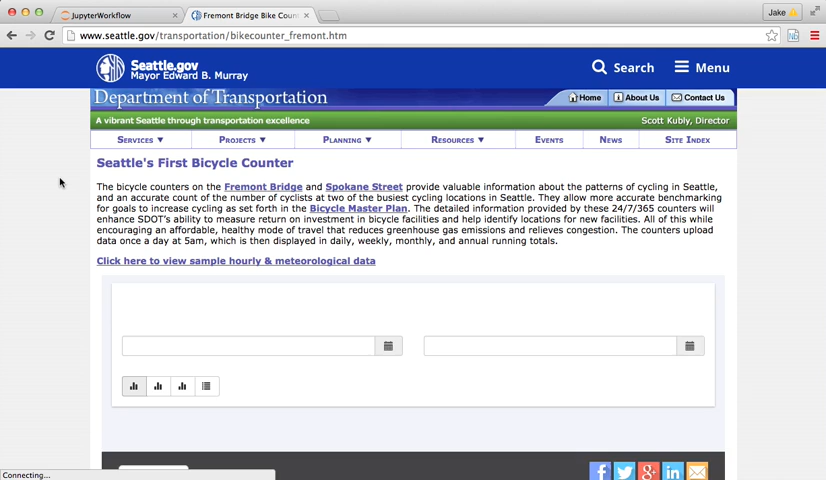 JupyterWorkflow
Fremont Bridge Bike Coun
Jake
www.seattle.gov/transportation/bikecounter_fremont.htm
Seattle.gov
Mayor Edward B. Murray
Search
Menu
Department of Transportation
Home
About Us
Contact Us
A vibrant Seattle through transportation excellence
Scott Kubly, Director
SERVICES PROJECTS PLANNING RESOURCES EVENTS NEWS SITE INDEX
Seattle's First Bicycle Counter
The bicycle counters on the Fremont Bridge and Spokane Street provide valuable information about the patterns of cycling in Seattle,
and an accurate count of the number of cyclists at two of the busiest cycling locations in Seattle. They allow more accurate benchmarking
for goals to increase cycling as set forth in the Bicycle Master Plan. The detailed information provided by these 24/7/365 counters will
enhance SDOT's ability to measure return on investment in bicycle facilities and help identify locations for new facilities. All of this while
encouraging an affordable, healthy mode of travel that reduces greenhouse gas emissions and relieves congestion. The counters upload
data once a day at 5am, which is then displayed in daily, weekly, monthly, and annual running totals.
Click here to view sample hourly & meteorological data
Connecting...